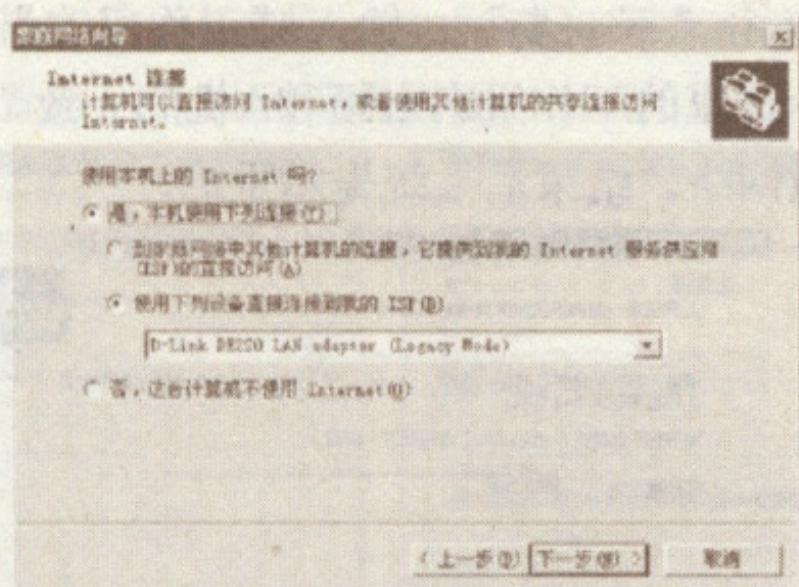 家庭网络向导
Internet 连接
计算机可以直接访问 Internet，或者使用其他计算机的共享连接访问
Internet。
使用本机上的 Internet 吗?
是，本机使用下列连接(Y)
到家庭网络中其他计算机的连接，它提供到我的 Internet 服务供应商
(ISP)的直接访问(A)
使用下列设备直接连接到我的 ISP(D)
D-Link DE220 LAN adapter (Legacy Mode)
否，这台计算机不使用 Internet(O)
< 上一步(B)
下一步(N) >
取消